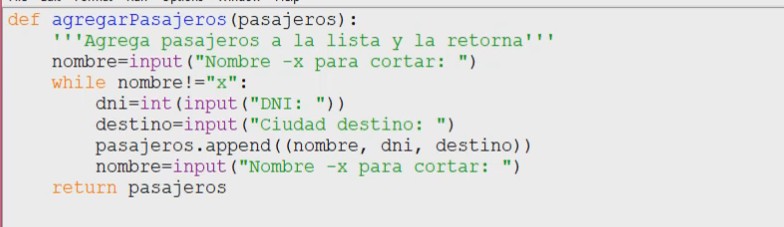 def agregarPasajeros(pasajeros):
    '''Agrega pasajeros a la lista y la retorna'''
    nombre=input("Nombre -x para cortar: ")
    while nombre!="x":
        dni=int(input("DNI: "))
        destino=input("Ciudad destino: ")
        pasajeros.append((nombre, dni, destino))
        nombre=input("Nombre -x para cortar: ")
    return pasajeros